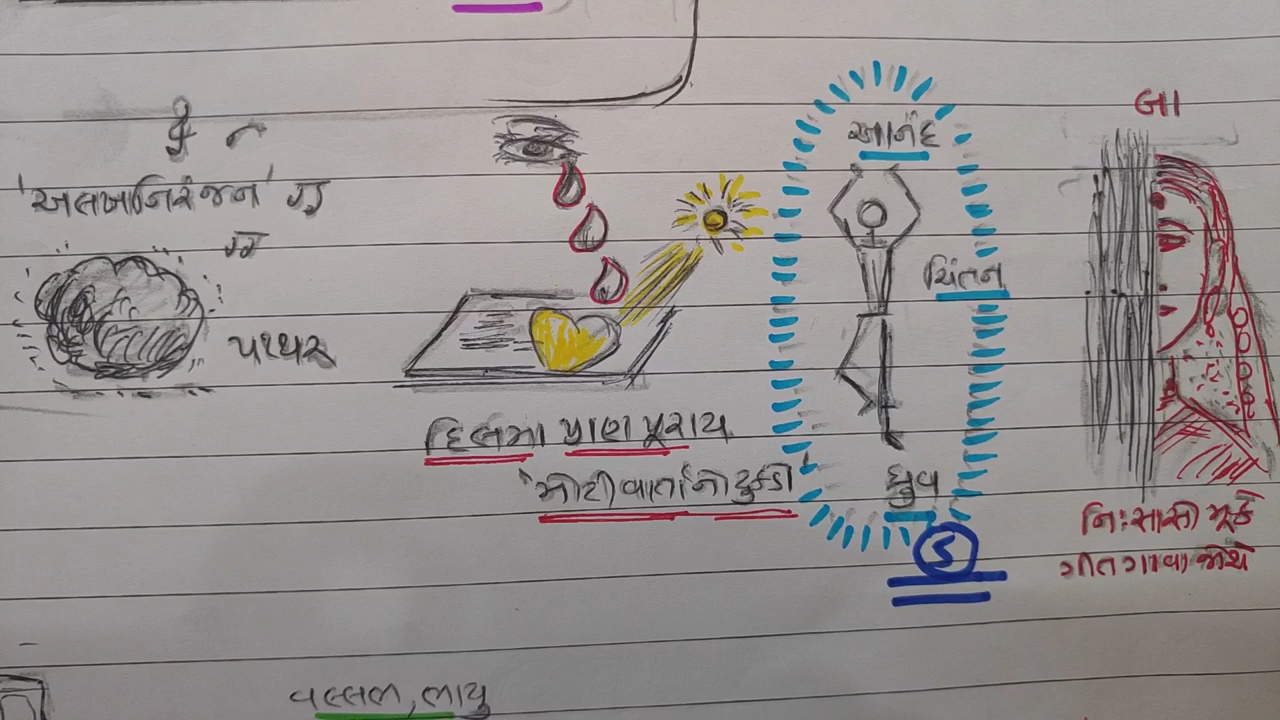 બા
આનંદ
'અલખનિરંજન'
ચિંતન
પથ્થર
દિલમા પ્રાણ પૂરાય
'મોટી વાર્તાનો ટુકડો'
ધ્રુવ
નિઃસાસો મૂકે
ગીત ગાવા જોશે
વલ્લભ, લાયુ